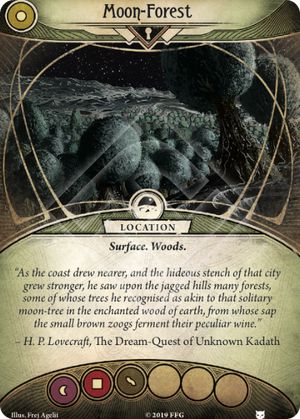 Moon-Forest
LOCATION
Surface. Woods.
“As the coast drew nearer, and the hideous stench of that city
grew stronger, he saw upon the jagged hills many forests,
some of whose trees he recognised as akin to that solitary
moon-tree in the enchanted wood of earth, from whose sap
the small brown zoogs ferment their peculiar wine.”
– H. P. Lovecraft, The Dream-Quest of Unknown Kadath
Illus. Frej Agelii
© 2019 FFG